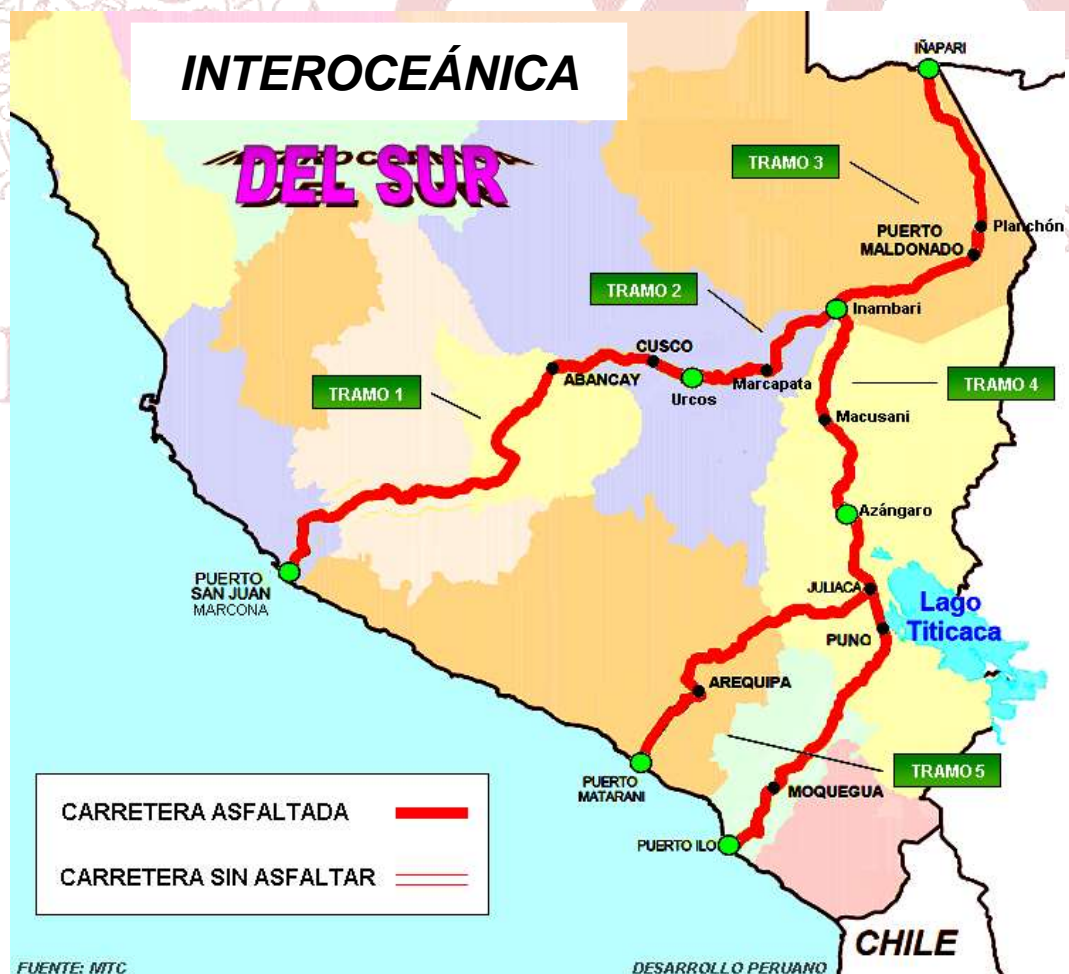 INTEROCEÁNICA
DEL SUR
IÑAPARI
TRAMO 3
Planchón
PUERTO
MALDONADO
TRAMO 2
Inambari
CUSCO
ABANCAY
Urcos
Marcapata
TRAMO 1
TRAMO 4
Macusani
Azángaro
PUERTO
SAN JUAN
MARCONA
JULIACA
Lago
Titicaca
PUNO
AREQUIPA
PUERTO
MATARANI
TRAMO 5
MOQUEGUA
PUERTO ILO
CARRETERA ASFALTADA
CARRETERA SIN ASFALTAR
CHILE
FUENTE: MTC
DESARROLLO PERUANO